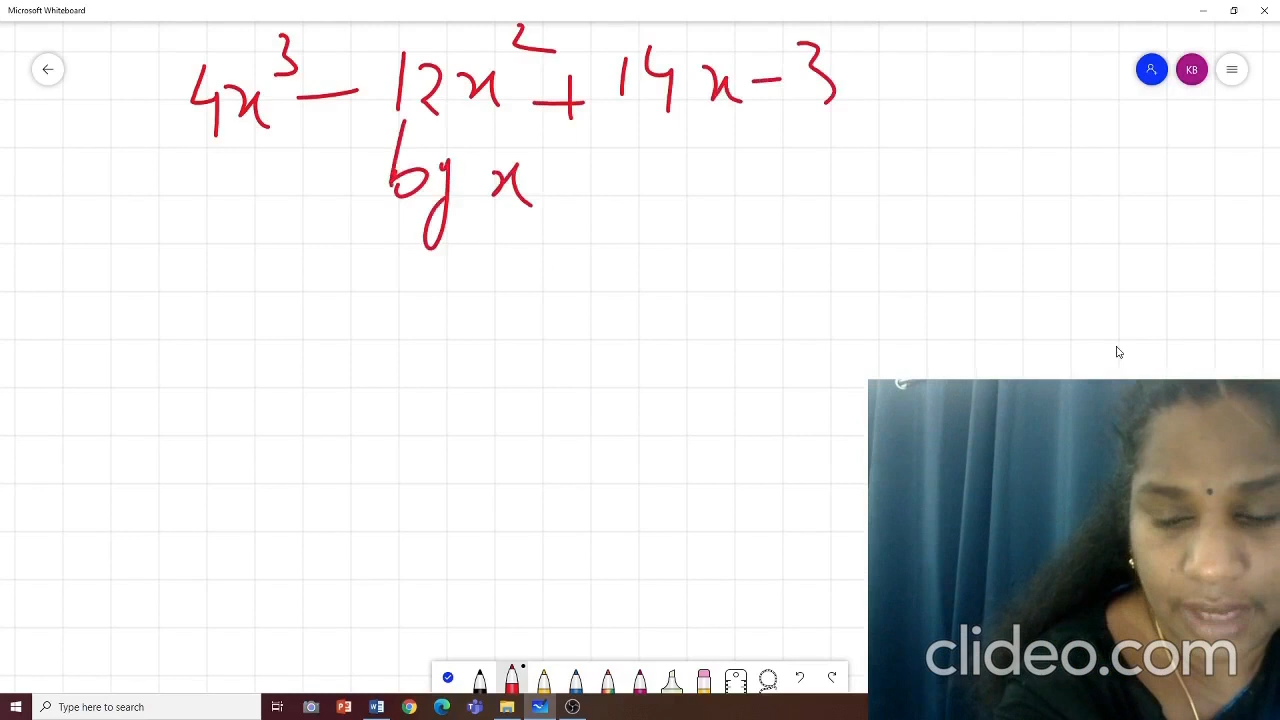 Microsoft Whiteboard
4x³ - 12x² + 14x - 3
by x
KB
clideo.com
Type here to search